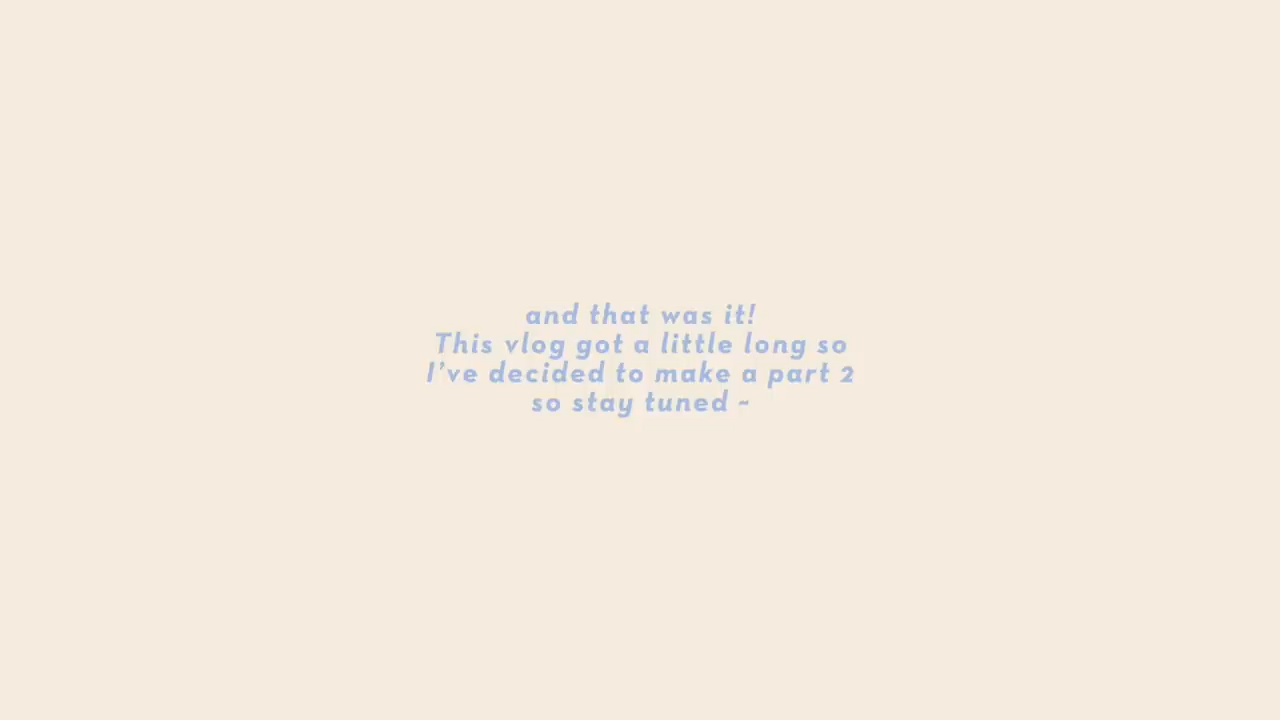 and that was it!
This vlog got a little long so
I've decided to make a part 2
so stay tuned ~